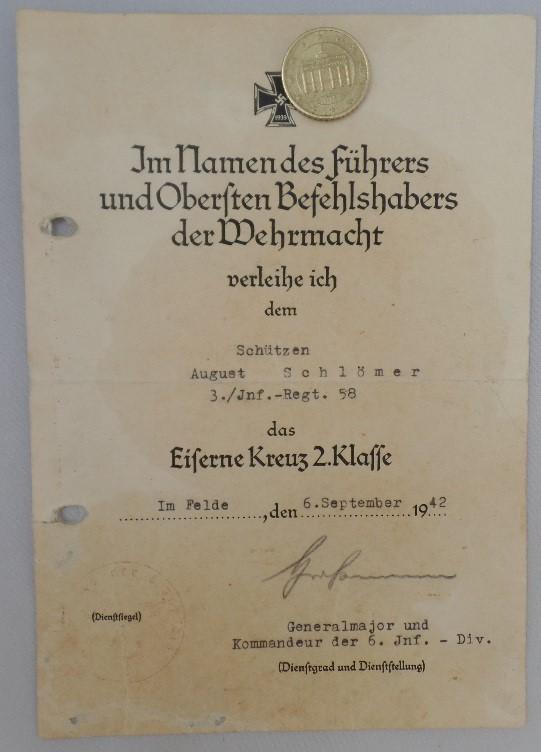 1939
Im Namen des Führers
und Obersten Befehlshabers
der Wehrmacht
verleihe ich
dem
Schützen
August S c h l ö m e r
3./Jnf.-Regt. 58
das
Eiserne Kreuz 2.Klasse
Im Felde, den 6.September 1942
(Dienstsiegel)
Generalmajor und
Kommandeur der 6. Jnf. - Div.
(Dienstgrad und Dienststellung)